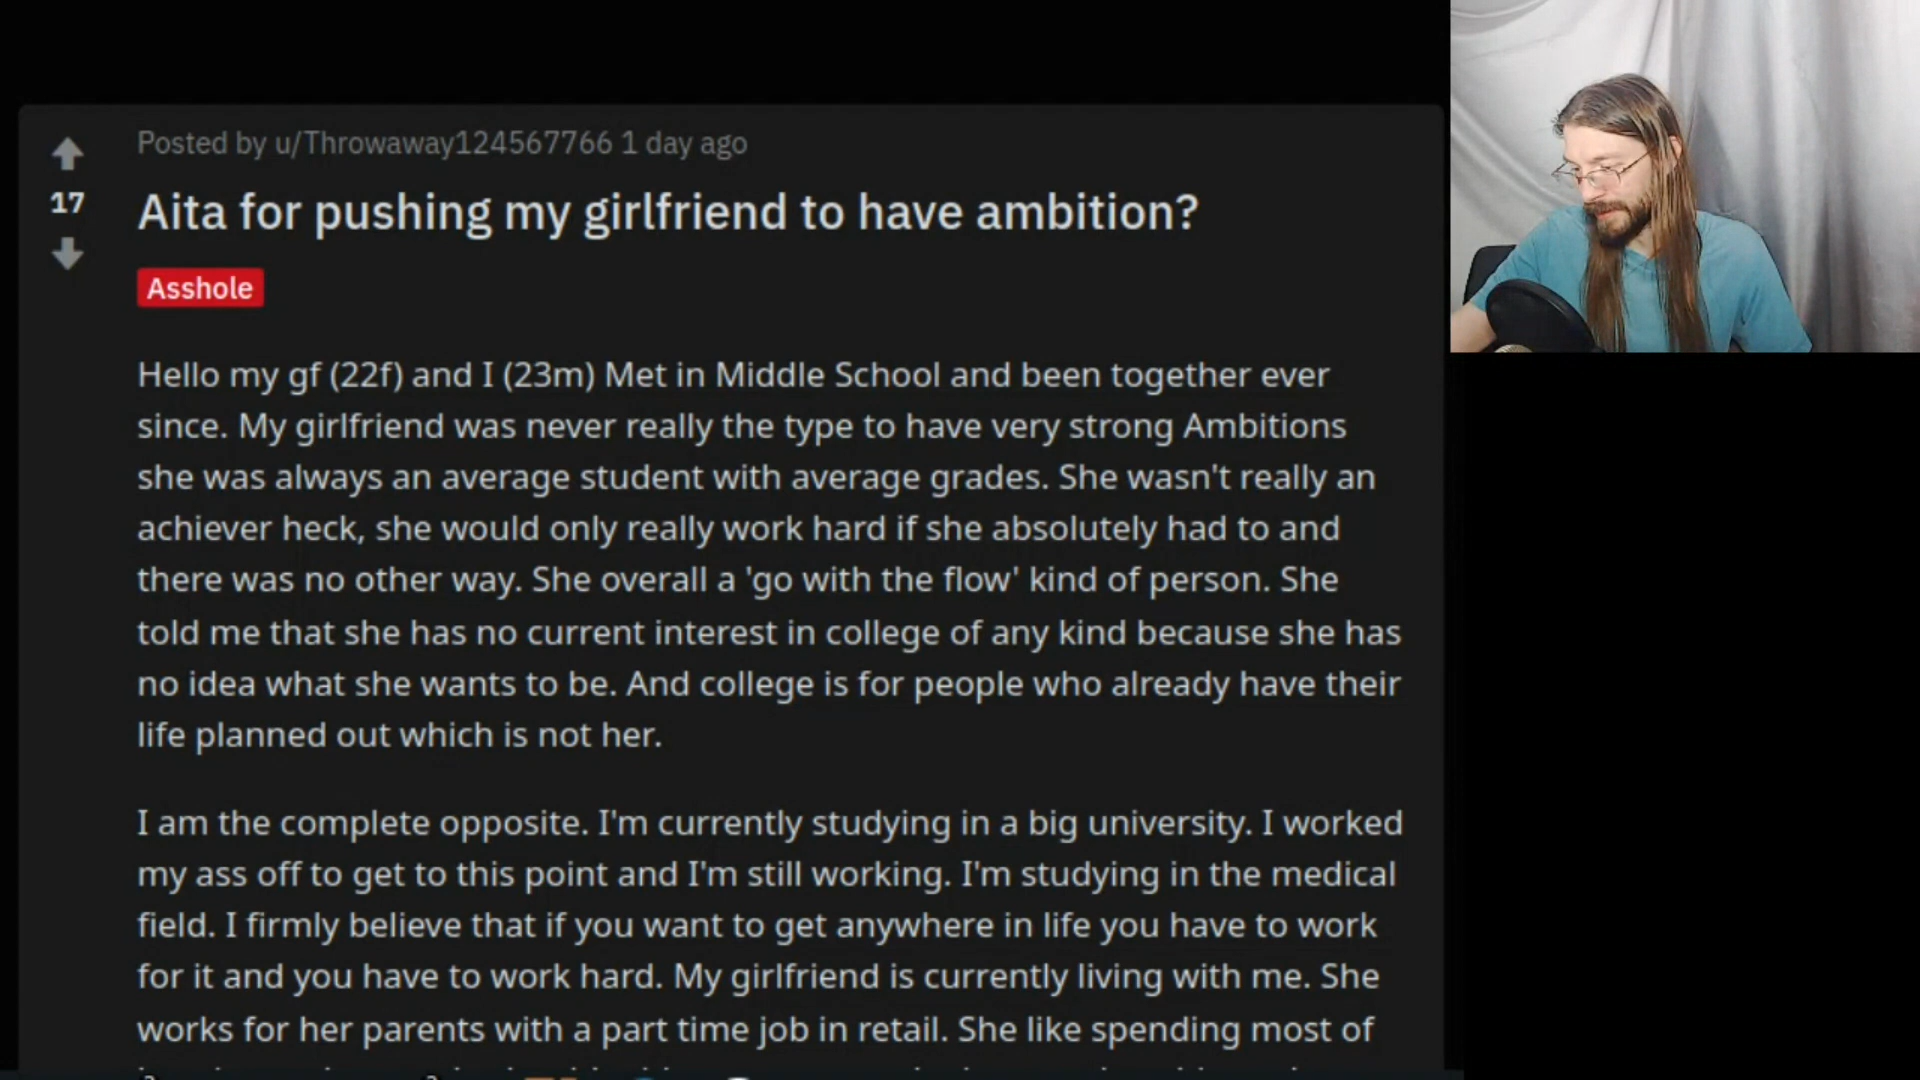 Posted by u/Throwaway124567766 1 day ago
17
Aita for pushing my girlfriend to have ambition?
Asshole
Hello my gf (22f) and I (23m) Met in Middle School and been together ever
since. My girlfriend was never really the type to have very strong Ambitions
she was always an average student with average grades. She wasn't really an
achiever heck, she would only really work hard if she absolutely had to and
there was no other way. She overall a 'go with the flow' kind of person. She
told me that she has no current interest in college of any kind because she has
no idea what she wants to be. And college is for people who already have their
life planned out which is not her.
I am the complete opposite. I'm currently studying in a big university. I worked
my ass off to get to this point and I'm still working. I'm studying in the medical
field. I firmly believe that if you want to get anywhere in life you have to work
for it and you have to work hard. My girlfriend is currently living with me. She
works for her parents with a part time job in retail. She like spending most of